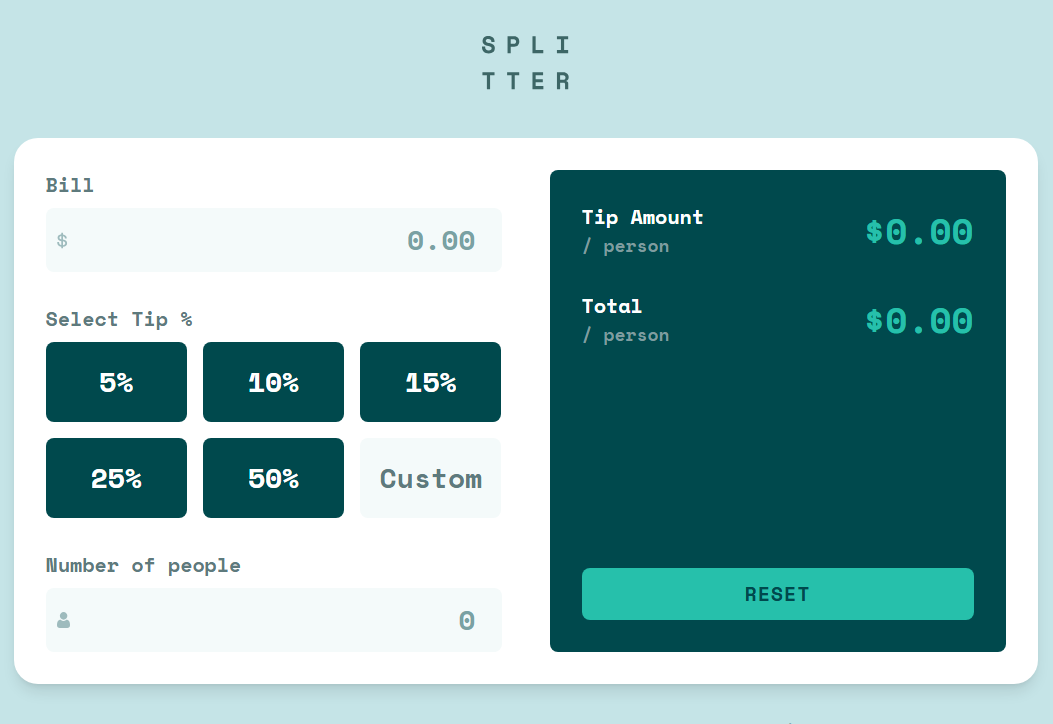 SPLI
TTER
Bill
$ 0.00
Select Tip %
5% 10% 15%
25% 50% Custom
Number of people
0
Tip Amount
/ person
$0.00
Total
/ person
$0.00
RESET